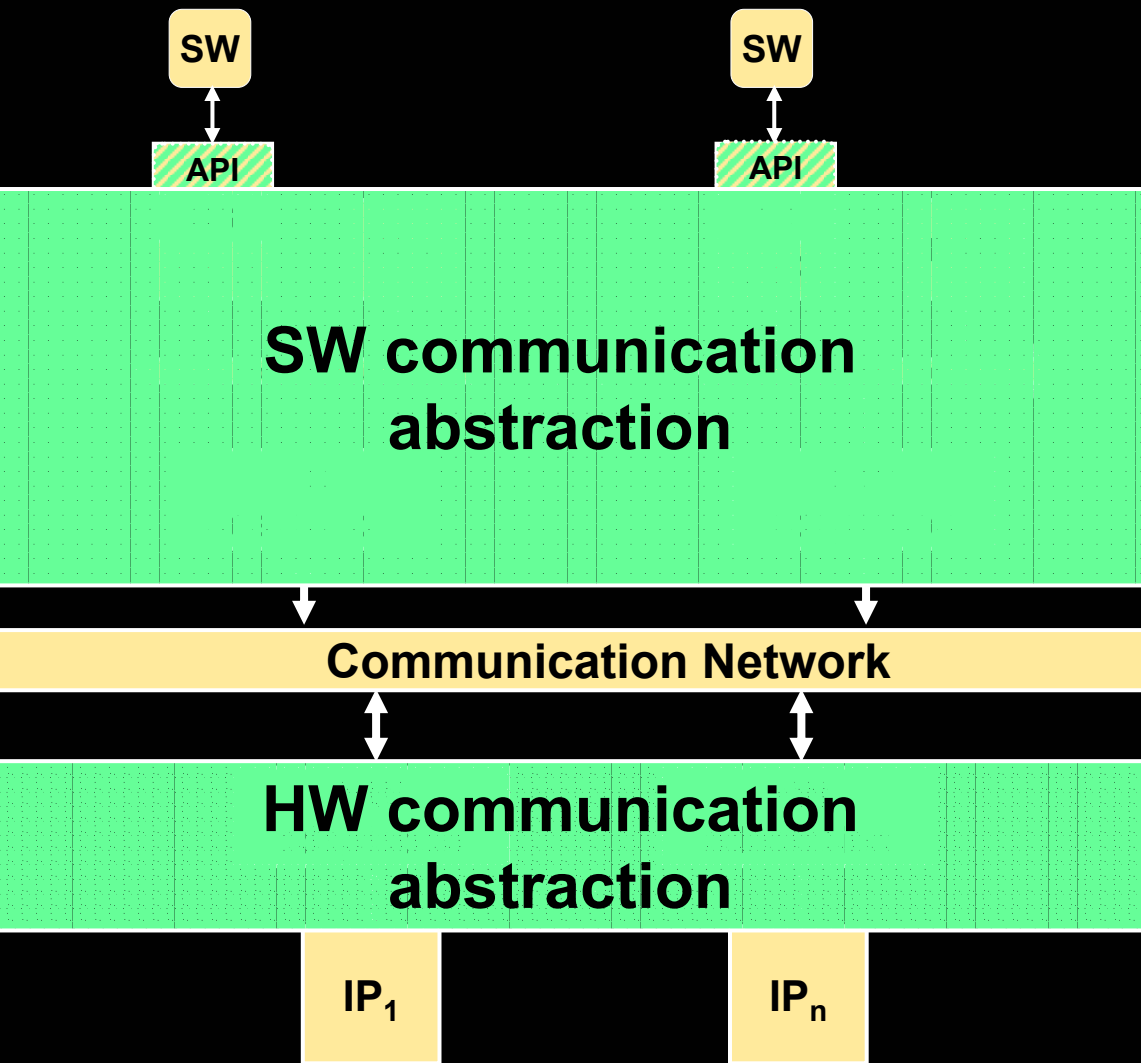 SW
SW
API
API
SW communication
abstraction
Communication Network
HW communication
abstraction
IP₁
IPₙ